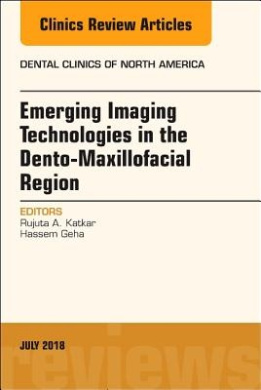 Clinics Review Articles
DENTAL CLINICS OF NORTH AMERICA
Emerging Imaging
Technologies in the
Dento-Maxillofacial
Region
EDITORS
Rujuta A. Katkar
Hassem Geha
JULY 2018
reviews